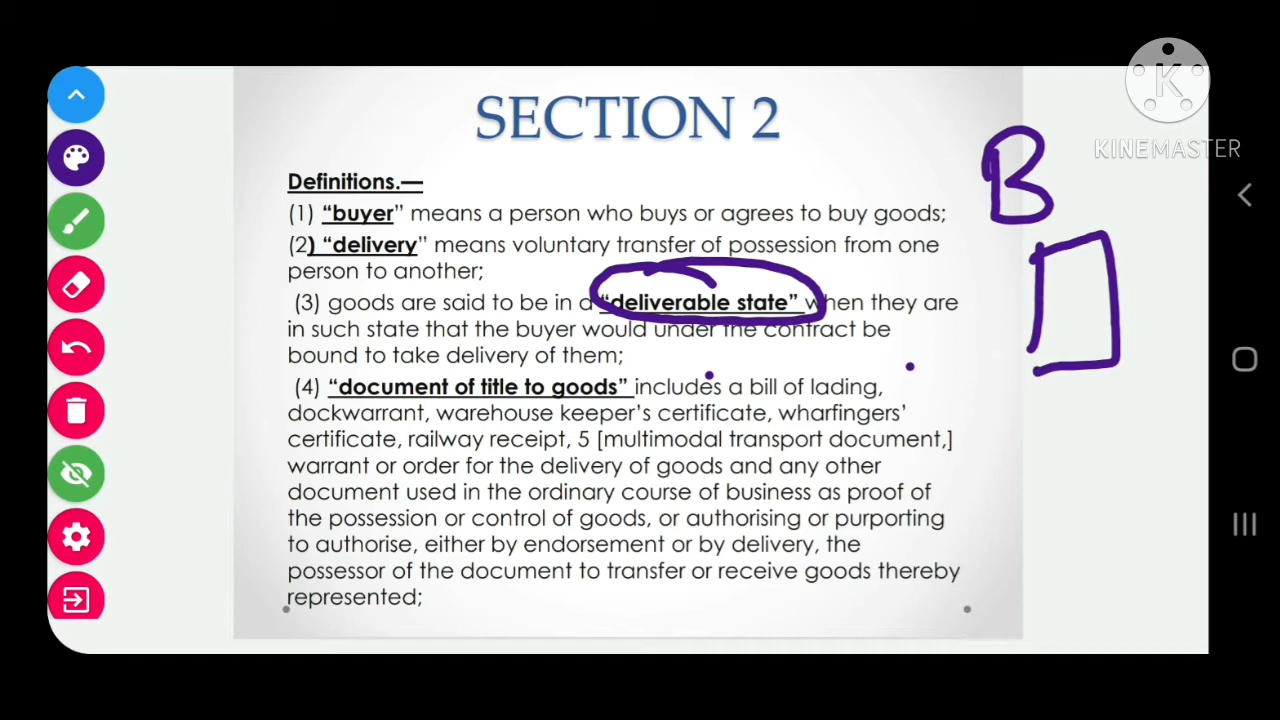 SECTION 2
KINEMASTER
B
Definitions.—
(1) “buyer” means a person who buys or agrees to buy goods;
(2) “delivery” means voluntary transfer of possession from one
person to another;
(3) goods are said to be in a “deliverable state” when they are
in such state that the buyer would under the contract be
bound to take delivery of them;
(4) “document of title to goods” includes a bill of lading,
dockwarrant, warehouse keeper’s certificate, wharfingers’
certificate, railway receipt, 5 [multimodal transport document,]
warrant or order for the delivery of goods and any other
document used in the ordinary course of business as proof of
the possession or control of goods, or authorising or purporting
to authorise, either by endorsement or by delivery, the
possessor of the document to transfer or receive goods thereby
represented;